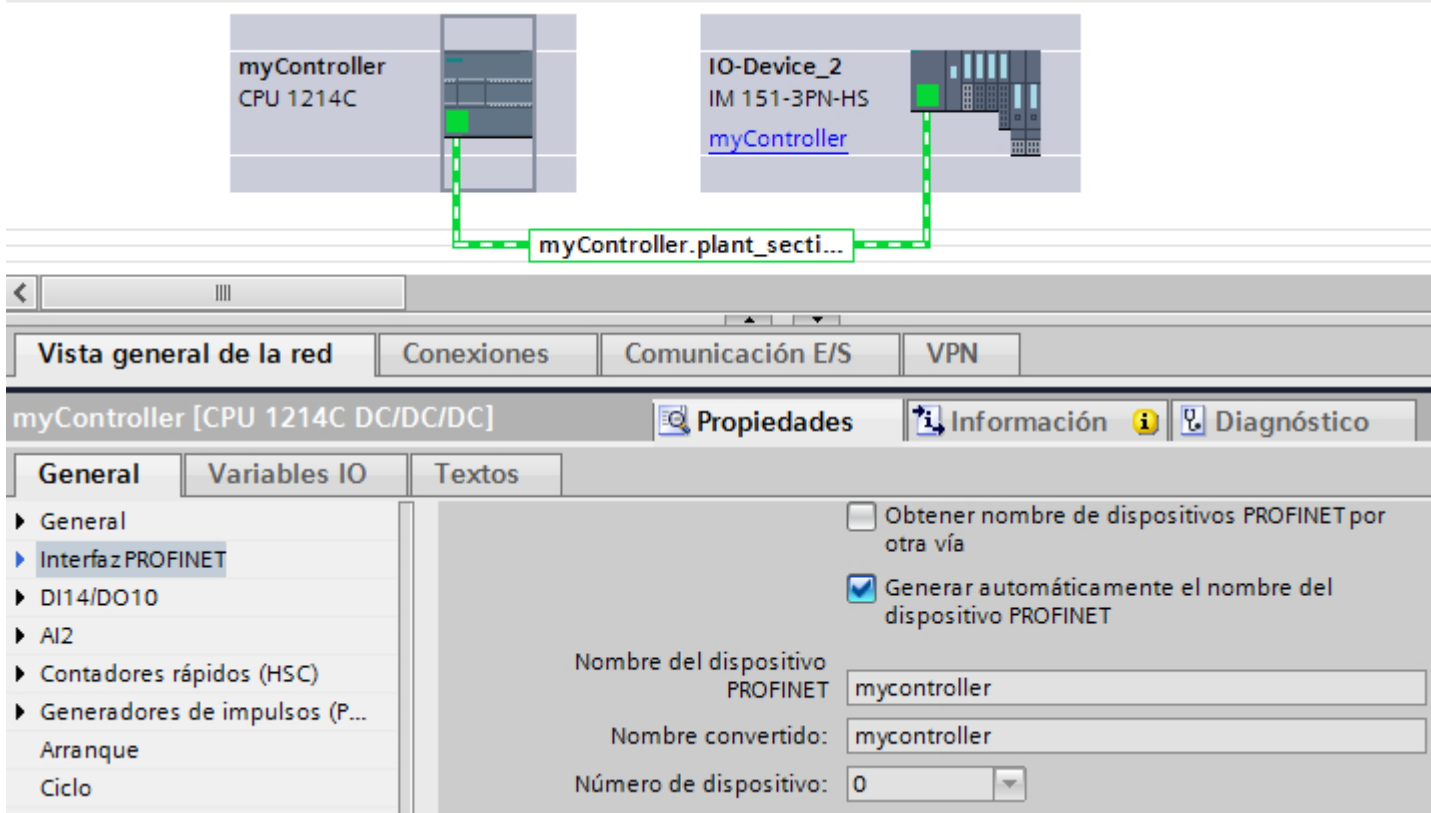 myController
CPU 1214C
IO-Device_2
IM 151-3PN-HS
myController
myController.plant_secti...
Vista general de la red
Conexiones
Comunicación E/S
VPN
myController [CPU 1214C DC/DC/DC]
Propiedades
Información
Diagnóstico
General
Variables IO
Textos
General
Interfaz PROFINET
DI14/DO10
AI2
Contadores rápidos (HSC)
Generadores de impulsos (P...
Arranque
Ciclo
Obtener nombre de dispositivos PROFINET por
otra vía
Generar automáticamente el nombre del
dispositivo PROFINET
Nombre del dispositivo
PROFINET
mycontroller
Nombre convertido:
mycontroller
Número de dispositivo:
0